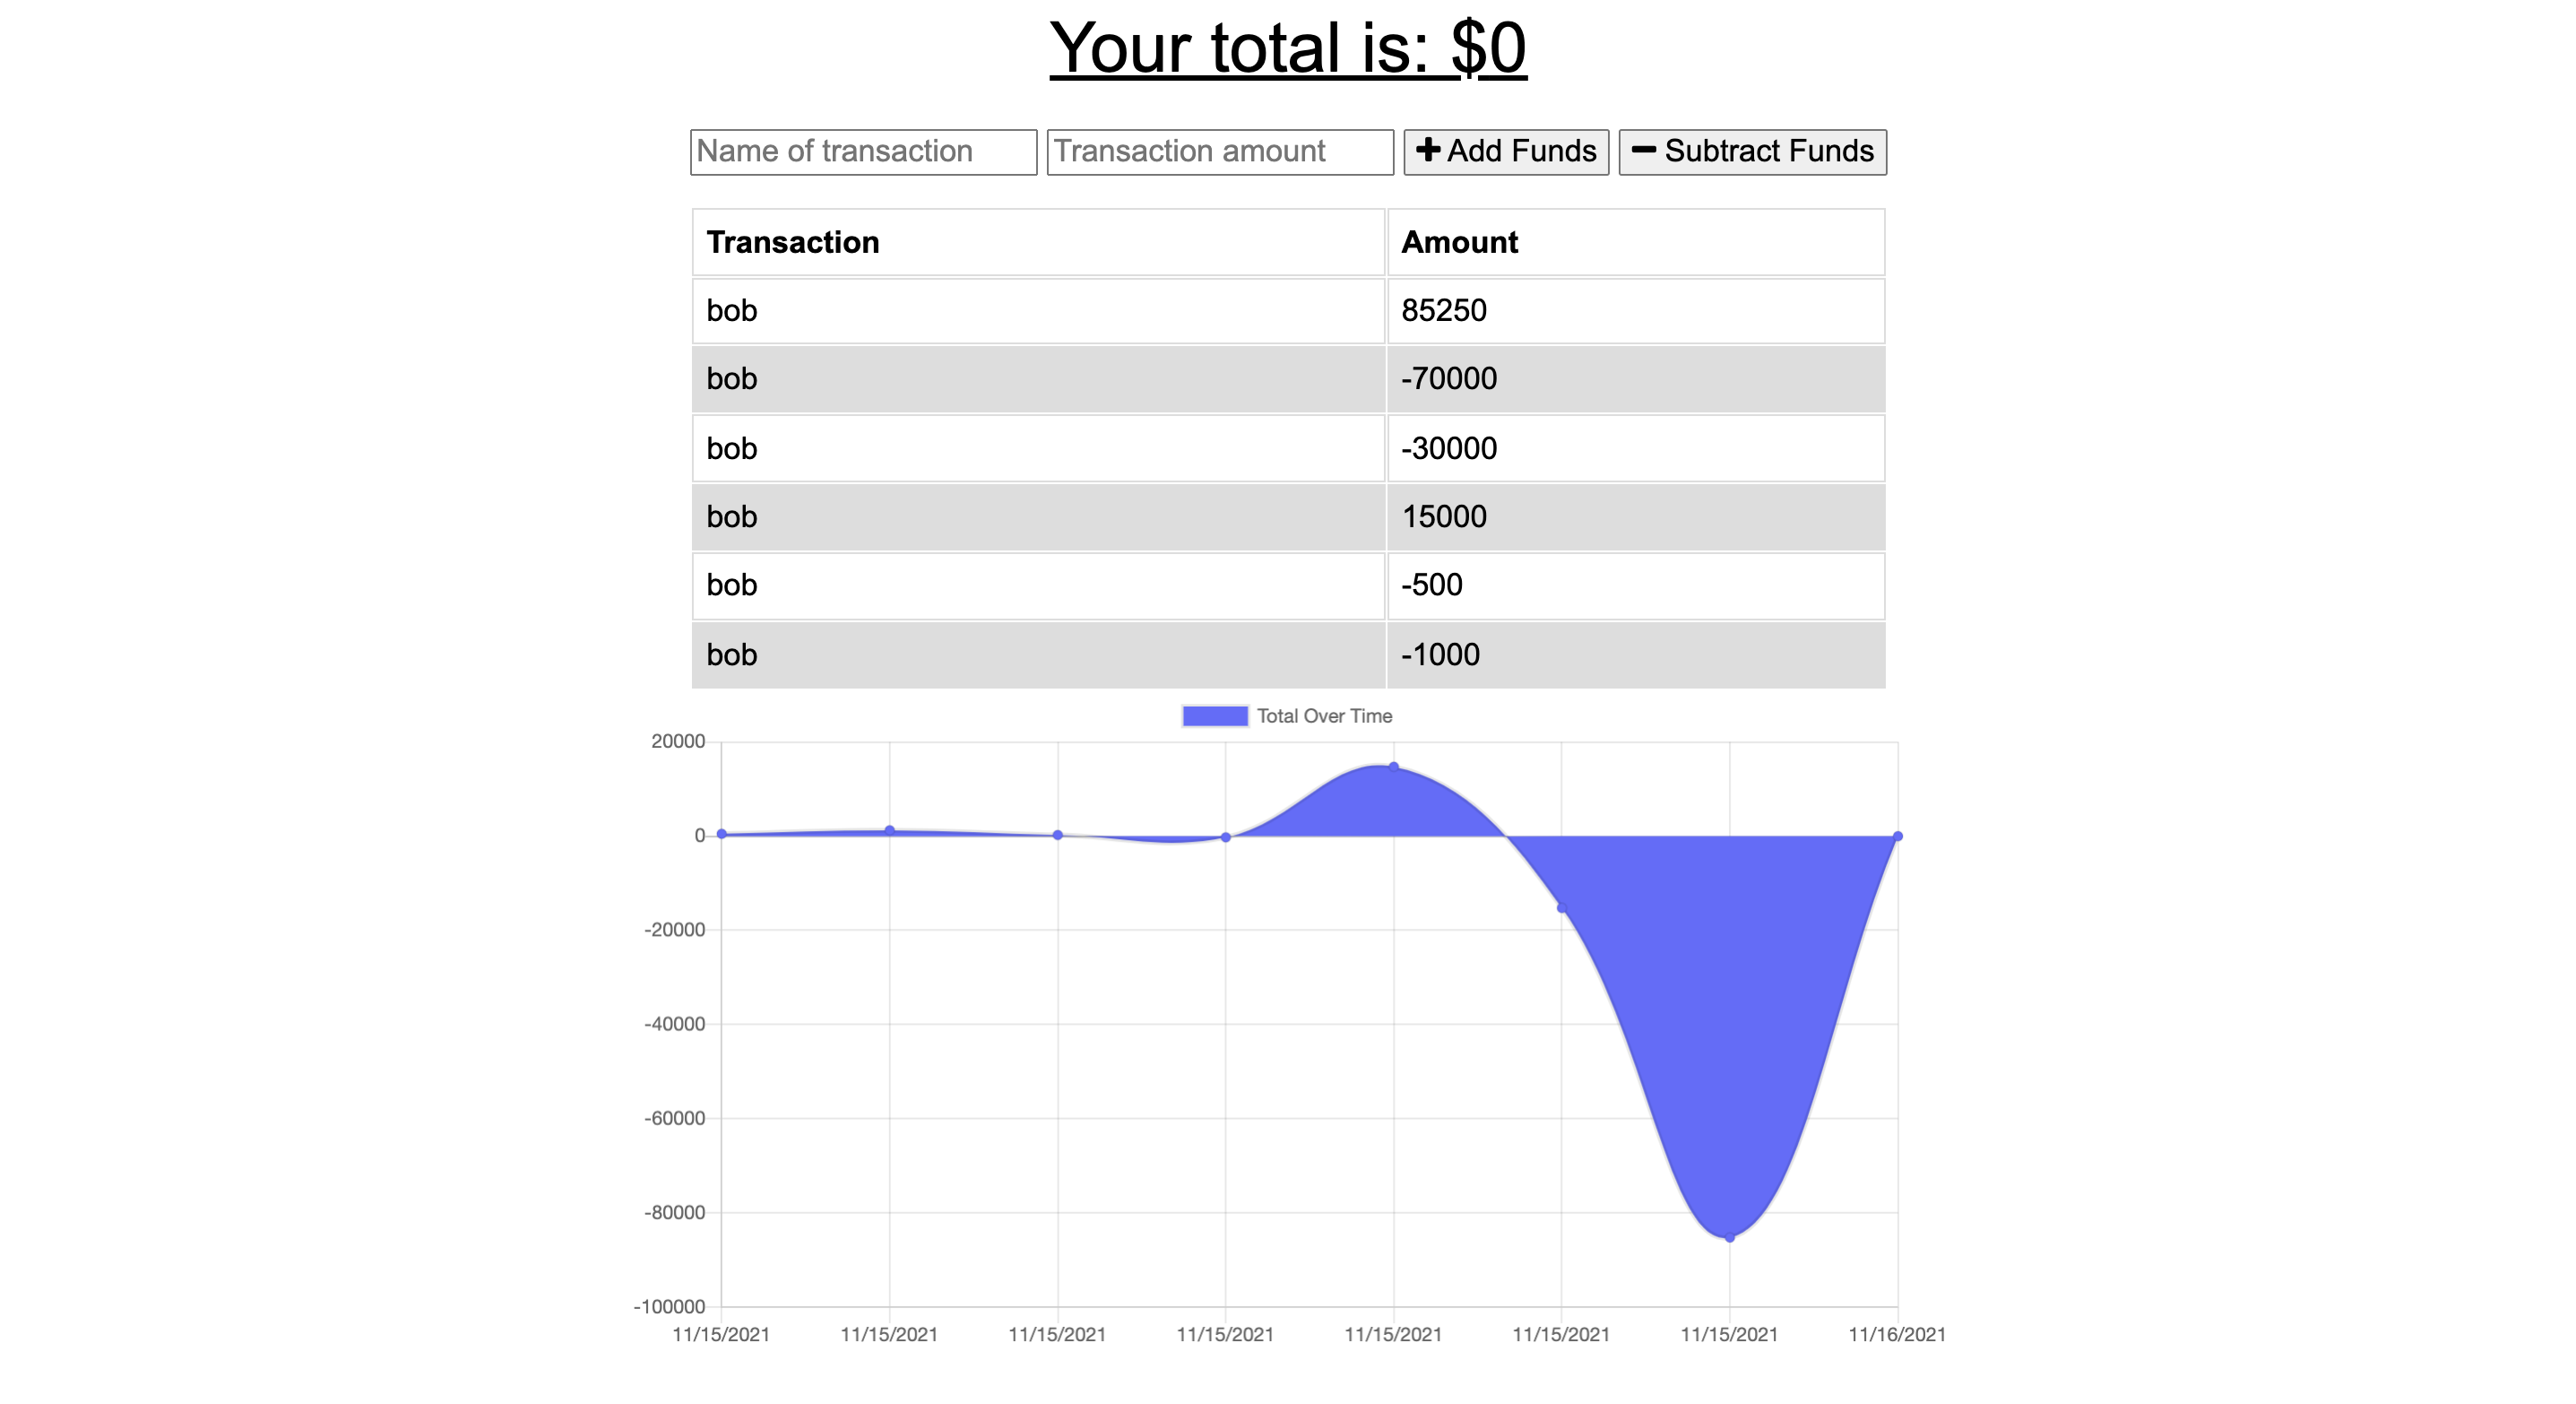 Your total is: $0
Name of transaction Transaction amount Add Funds Subtract Funds
Transaction Amount
bob 85250
bob -70000
bob -30000
bob 15000
bob -500
bob -1000
Total Over Time
20000
0
-20000
-40000
-60000
-80000
-100000
11/15/2021 11/15/2021 11/15/2021 11/15/2021 11/15/2021 11/15/2021 11/15/2021 11/16/2021